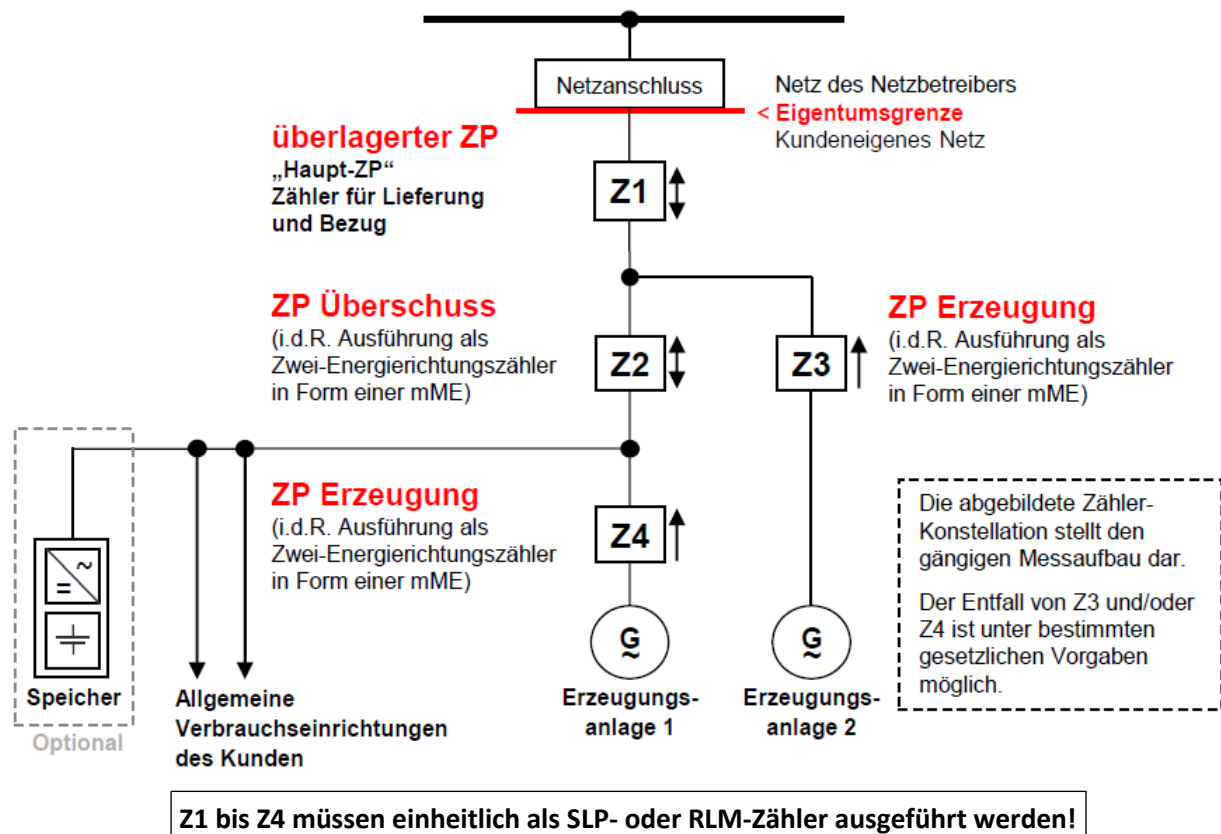 Netzanschluss
Netz des Netzbetreibers
< Eigentumsgrenze
Kundeneigenes Netz
überlagerter ZP
„Haupt-ZP“
Zähler für Lieferung
und Bezug
Z1
ZP Überschuss
(i.d.R. Ausführung als
Zwei-Energierichtungszähler
in Form einer mME)
Z2
Z3
ZP Erzeugung
(i.d.R. Ausführung als
Zwei-Energierichtungszähler
in Form einer mME)
ZP Erzeugung
(i.d.R. Ausführung als
Zwei-Energierichtungszähler
in Form einer mME)
Z4
Die abgebildete Zähler-
Konstellation stellt den
gängigen Messaufbau dar.
Der Entfall von Z3 und/oder
Z4 ist unter bestimmten
gesetzlichen Vorgaben
möglich.
~
=
G
~
G
~
Speicher
Optional
Allgemeine
Verbrauchseinrichtungen
des Kunden
Erzeugungs-
anlage 1
Erzeugungs-
anlage 2
Z1 bis Z4 müssen einheitlich als SLP- oder RLM-Zähler ausgeführt werden!